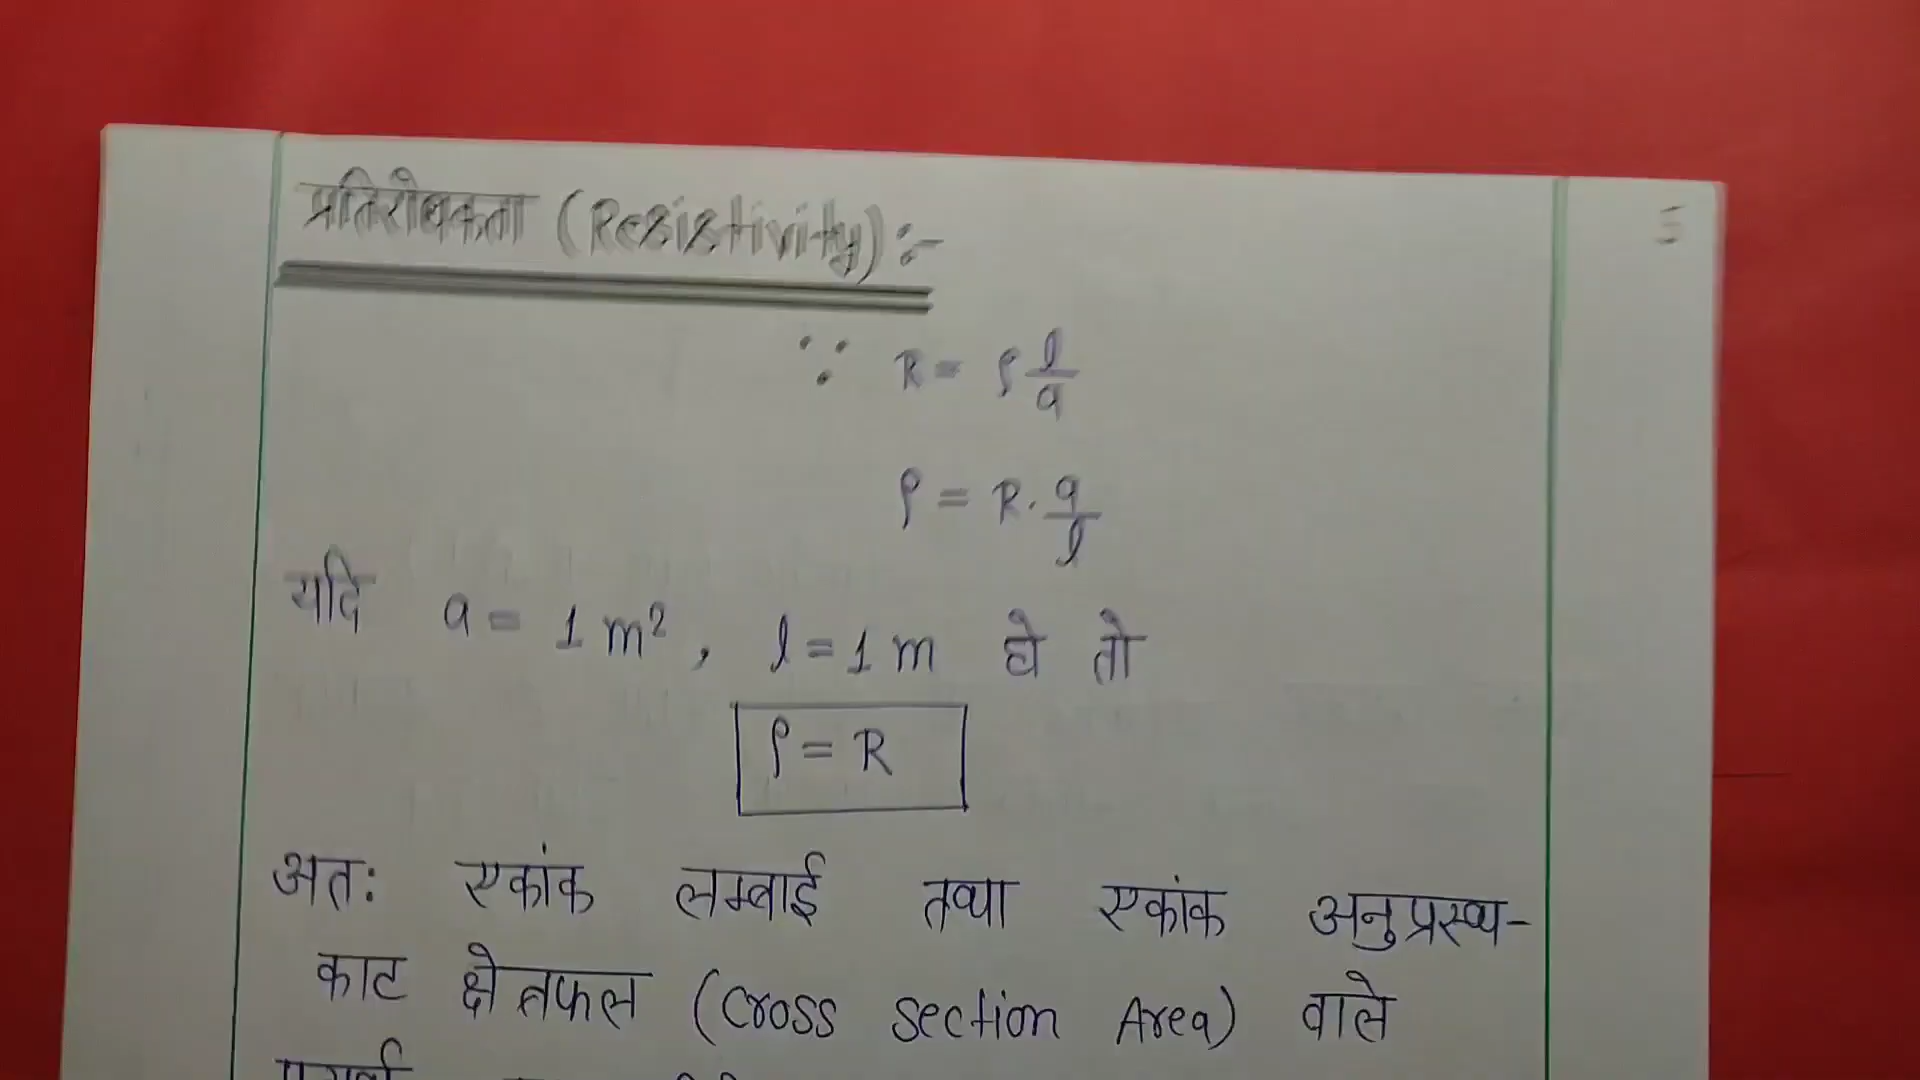 प्रतिरोधकता (Resistivity) :-
5
∵ R = ρ l/a
ρ = R. a/l
यदि a = 1 m², l = 1 m हो तो
ρ = R
अतः एकांक लम्बाई तथा एकांक अनुप्रस्थ-
काट क्षेत्रफल (Cross Section Area) वाले